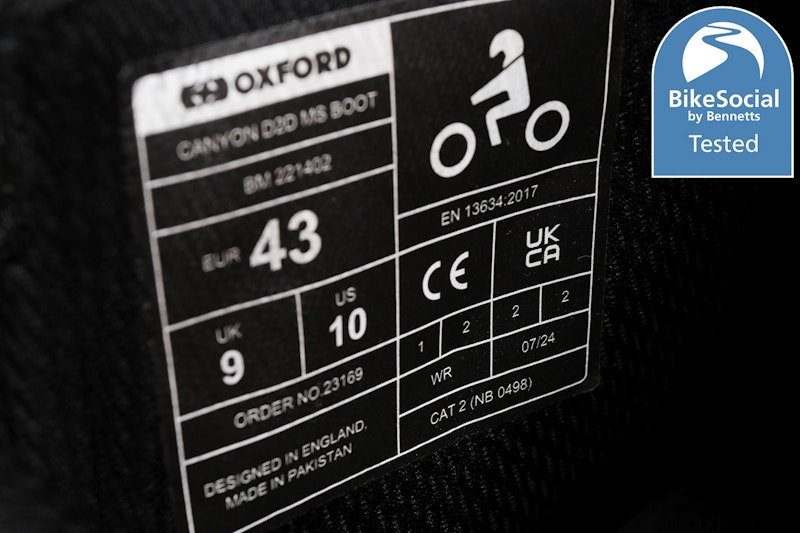 OXFORD
CANYON D2D MS BOOT
BM 221402
EUR 43
UK 9
US 10
ORDER NO.23169
DESIGNED IN ENGLAND,
MADE IN PAKISTAN
EN 13634:2017
CE
UK
CA
1 2 2 2
WR
07/24
CAT 2 (NB 0498)
BikeSocial
by Bennetts
Tested